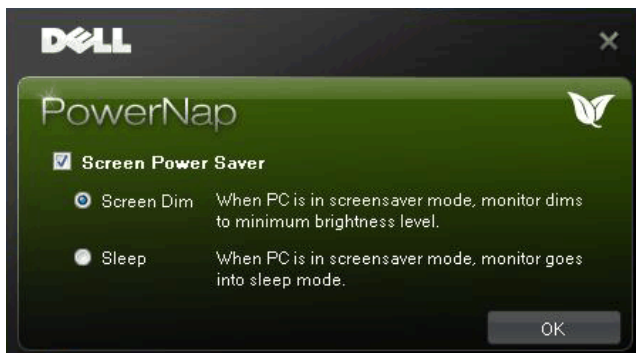 DELL
PowerNap
Screen Power Saver
Screen Dim When PC is in screensaver mode, monitor dims
to minimum brightness level.
Sleep When PC is in screensaver mode, monitor goes
into sleep mode.
OK